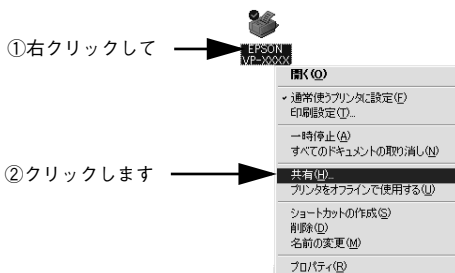 ①右クリックして
EPSON
VP-XXXX
開く(O)
通常使うプリンタに設定(F)
印刷設定(T)...
一時停止(A)
すべてのドキュメントの取り消し(N)
②クリックします
共有(H)...
プリンタをオフラインで使用する(U)
ショートカットの作成(S)
削除(D)
名前の変更(M)
プロパティ(R)